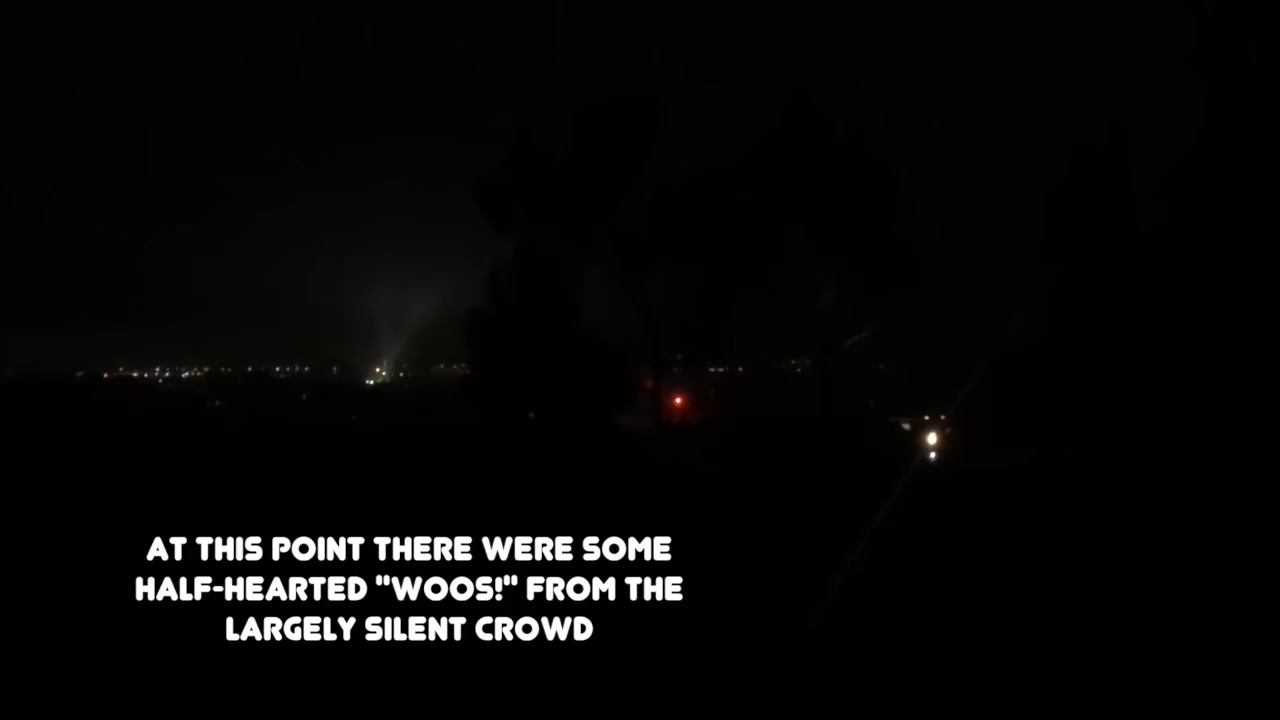 AT THIS POINT THERE WERE SOME
HALF-HEARTED "WOOS!" FROM THE
LARGELY SILENT CROWD